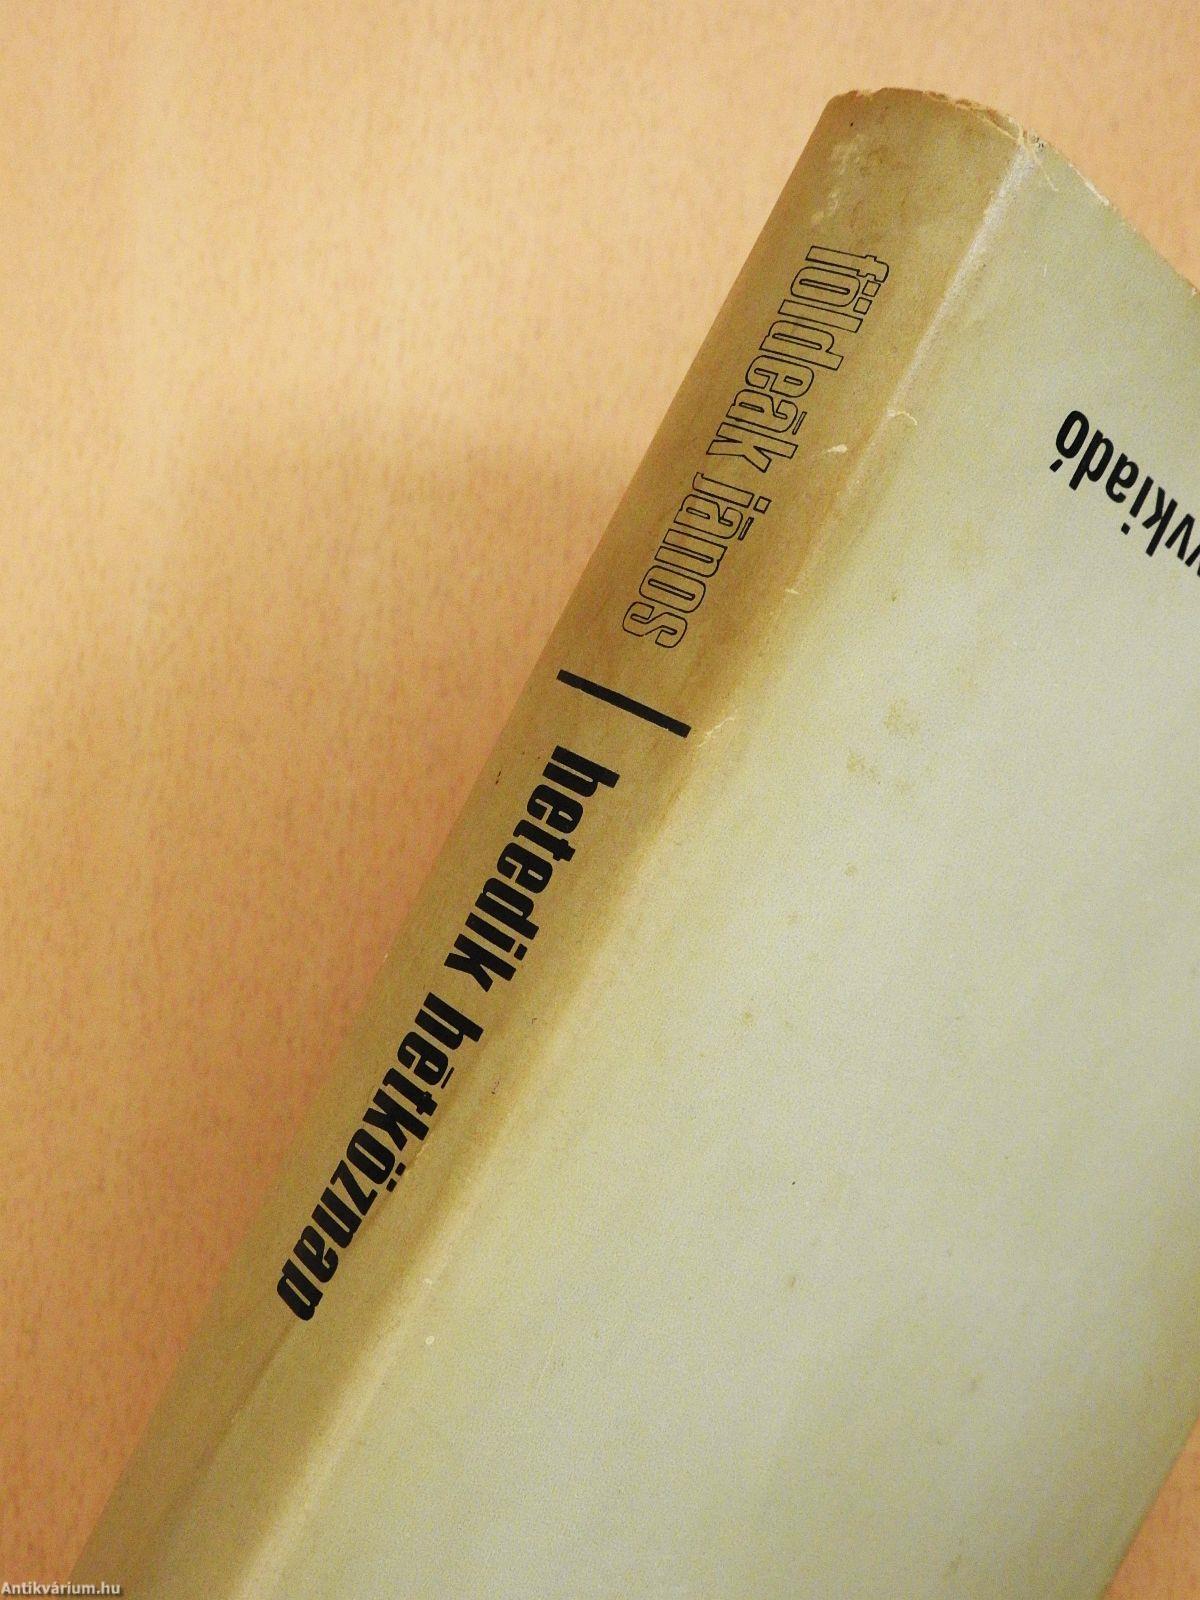 földeák jános | hetedik hétköznap
vkiadó
Antikvárium.hu